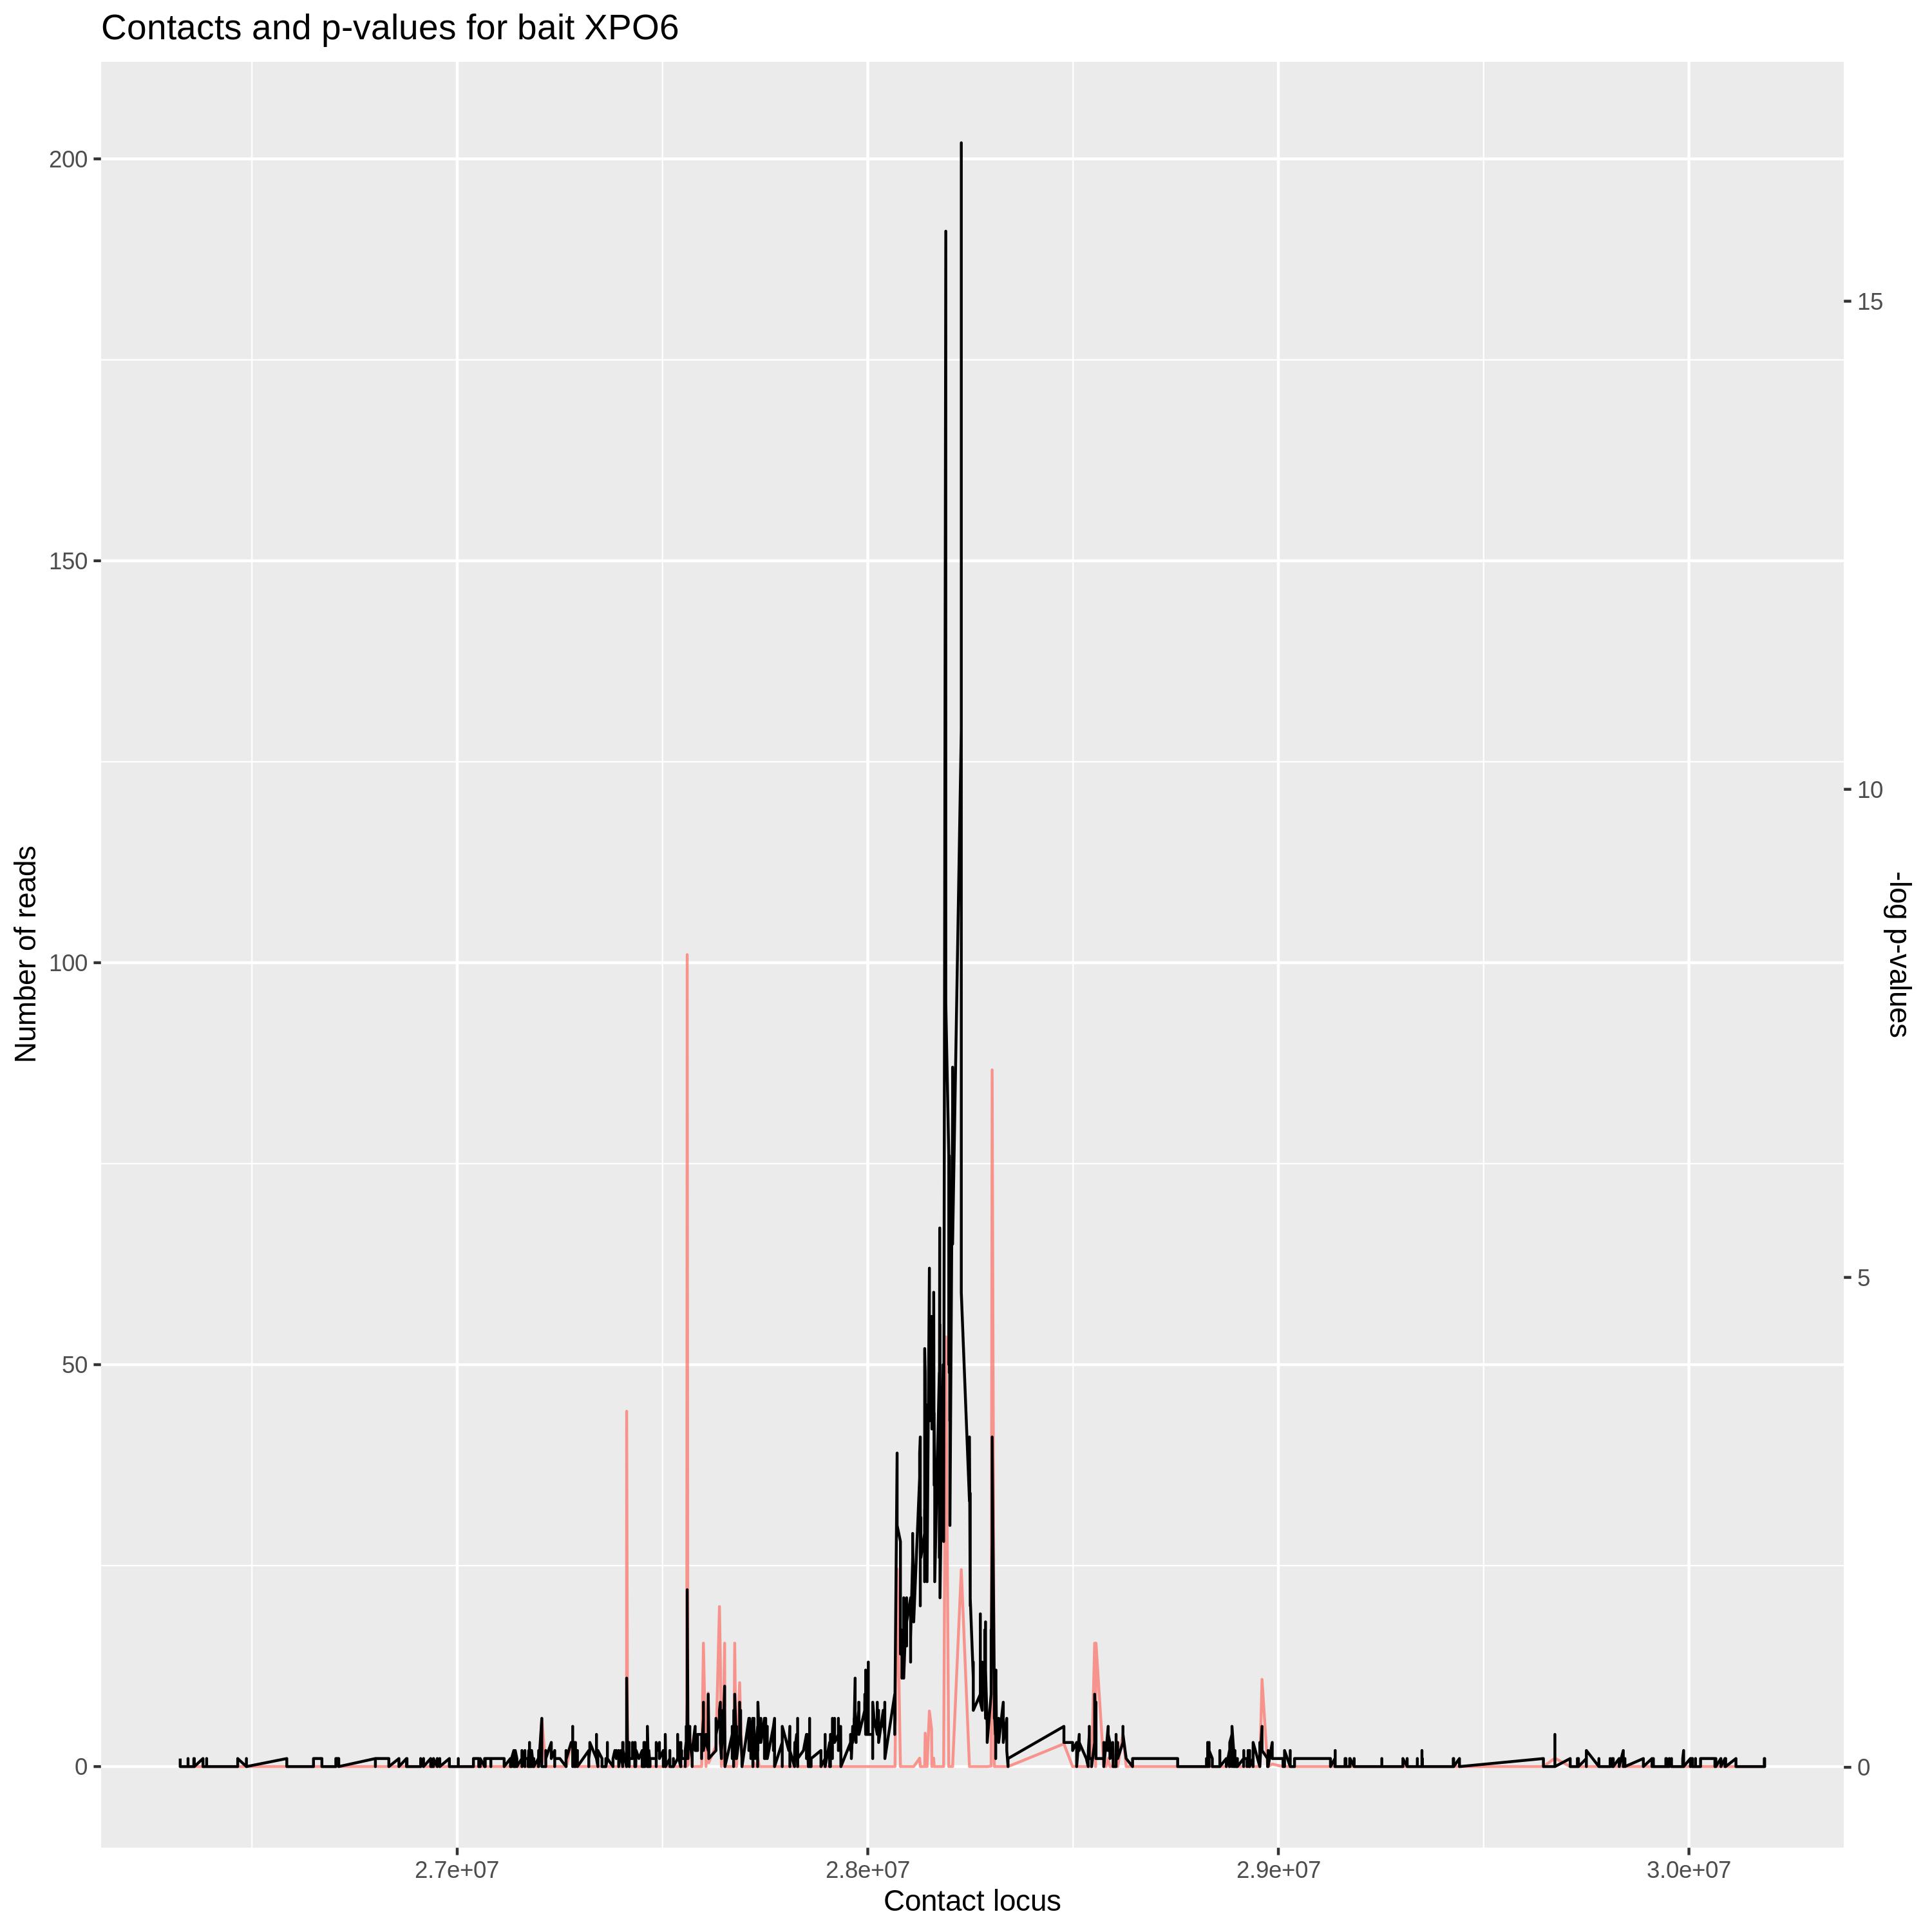 Contacts and p-values for bait XPO6
200
150
100
50
0
Number of reads
15
10
5
0
-log p-values
2.7e+07
2.8e+07
2.9e+07
3.0e+07
Contact locus